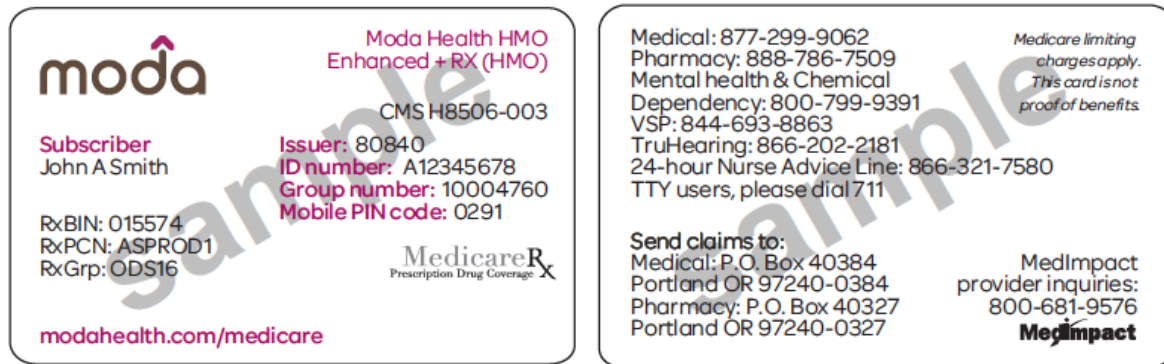 moda
Moda Health HMO
Enhanced + RX (HMO)
CMS H8506-003
Subscriber
John A Smith
Issuer: 80840
ID number: A12345678
Group number: 10004760
Mobile PIN code: 0291
RxBIN: 015574
RxPCN: ASPROD1
RxGrp: ODS16
MedicareRx
Prescription Drug Coverage
modahealth.com/medicare
sample
Medical: 877-299-9062
Pharmacy: 888-786-7509
Mental health & Chemical
Dependency: 800-799-9391
VSP: 844-693-8863
TruHearing: 866-202-2181
24-hour Nurse Advice Line: 866-321-7580
TTY users, please dial 711
Medicare limiting
charges apply.
This card is not
proof of benefits.
Send claims to:
Medical: P.O. Box 40384
Portland OR 97240-0384
Pharmacy: P.O. Box 40327
Portland OR 97240-0327
MedImpact
provider inquiries:
800-681-9576
MedImpact
sample